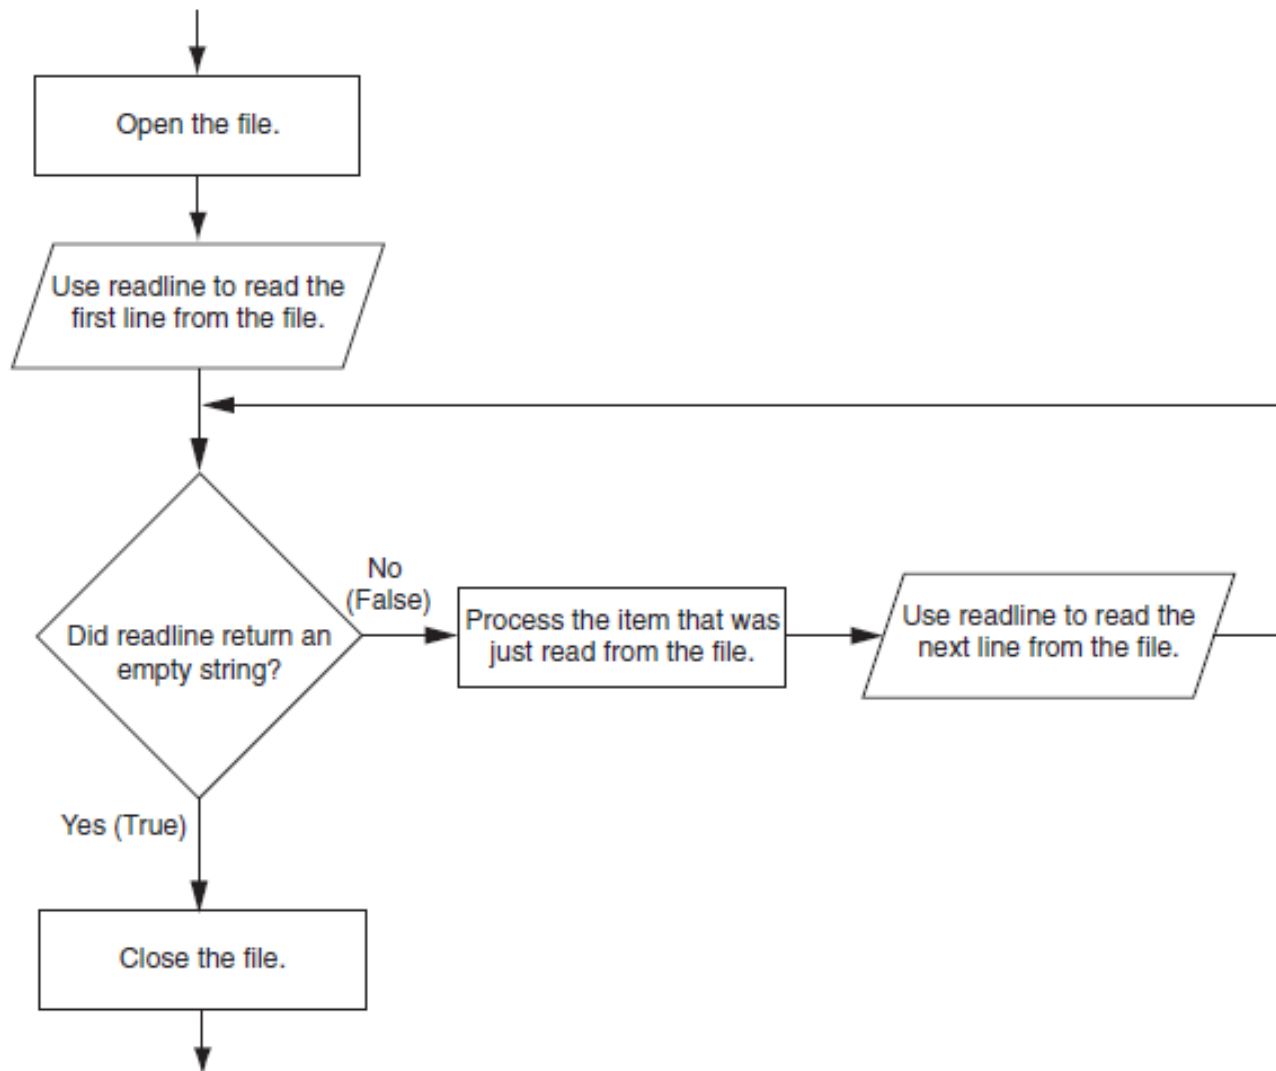 Open the file.
Use readline to read the
first line from the file.
No
(False)
Did readline return an
empty string?
Process the item that was
just read from the file.
Use readline to read the
next line from the file.
Yes (True)
Close the file.